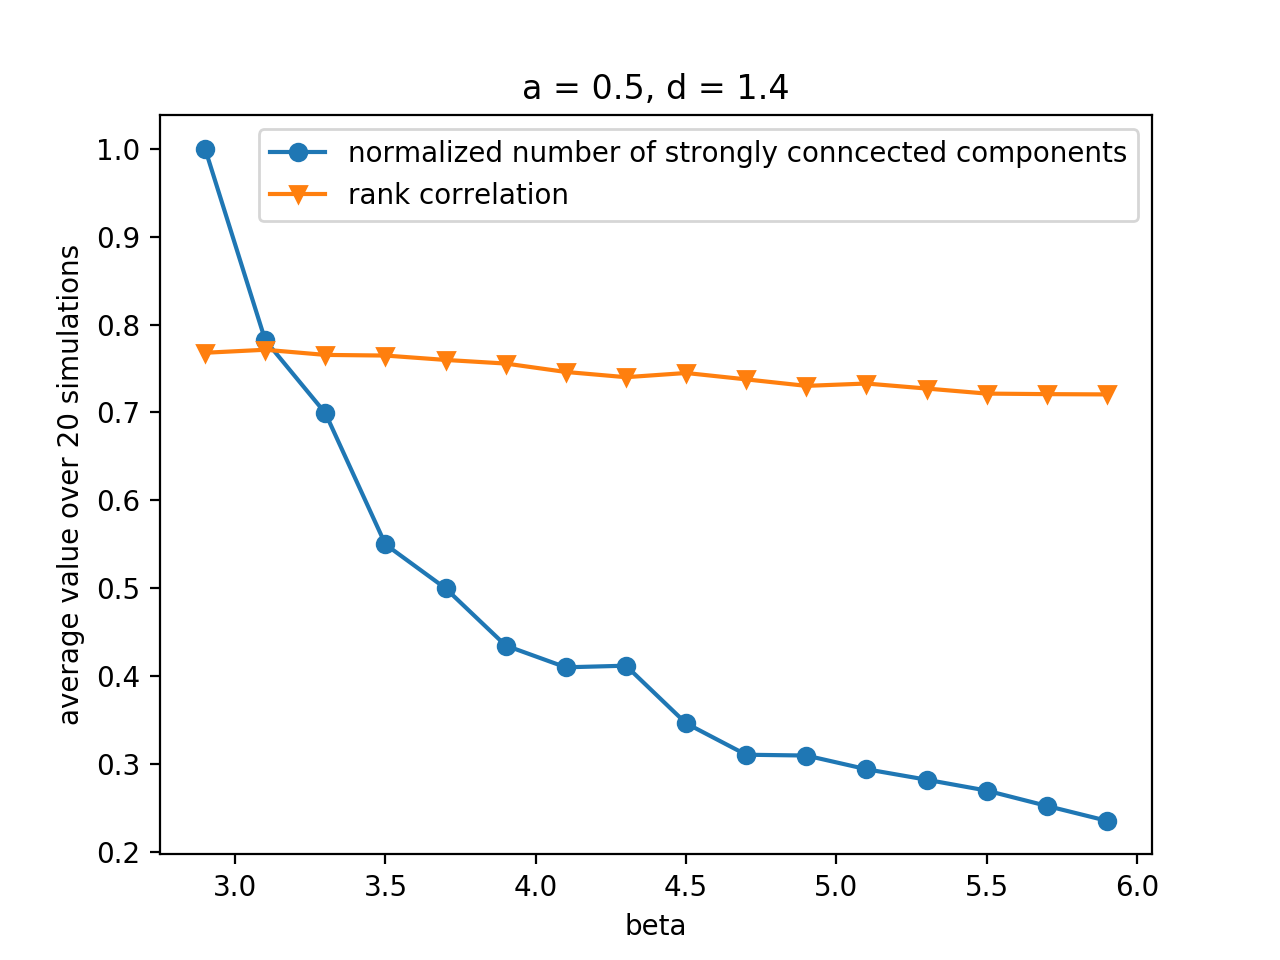 a = 0.5, d = 1.4
normalized number of strongly conncected components
rank correlation
average value over 20 simulations
1.0
0.9
0.8
0.7
0.6
0.5
0.4
0.3
0.2
3.0 3.5 4.0 4.5 5.0 5.5 6.0
beta